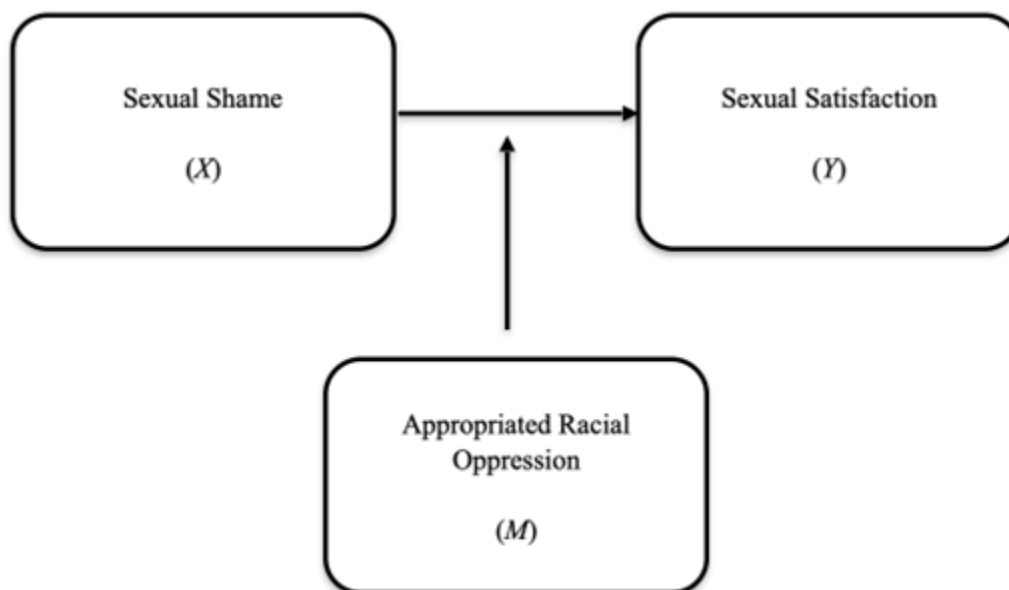 Sexual Shame
(X)
Sexual Satisfaction
(Y)
Appropriated Racial
Oppression
(M)